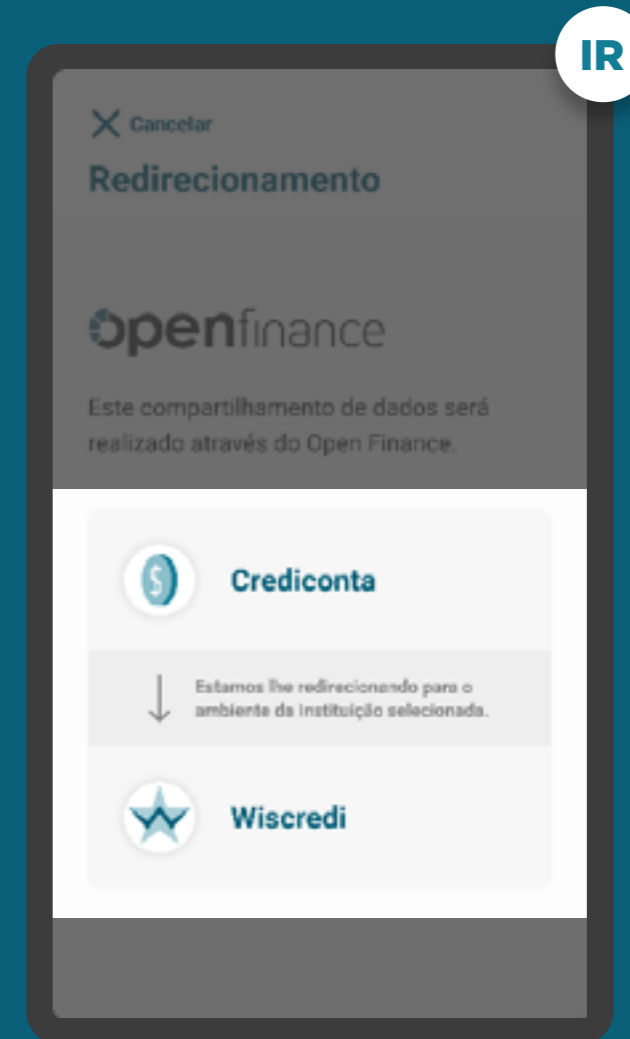 IR
Cancelar
Redirecionamento
openfinance
Este compartilhamento de dados será
realizado através do Open Finance.
$
Crediconta
Estamos lhe redirecionando para o
ambiente da Instituição selecionada.
Wiscredi